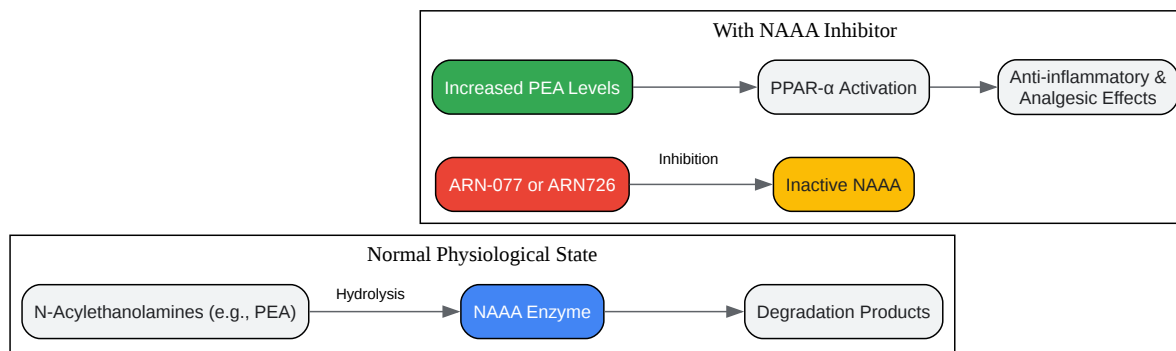 With NAAA Inhibitor
Increased PEA Levels
PPAR-α Activation
Anti-inflammatory &
Analgesic Effects
ARN-077 or ARN726
Inhibition
Inactive NAAA
Normal Physiological State
N-Acylethanolamines (e.g., PEA)
Hydrolysis
NAAA Enzyme
Degradation Products